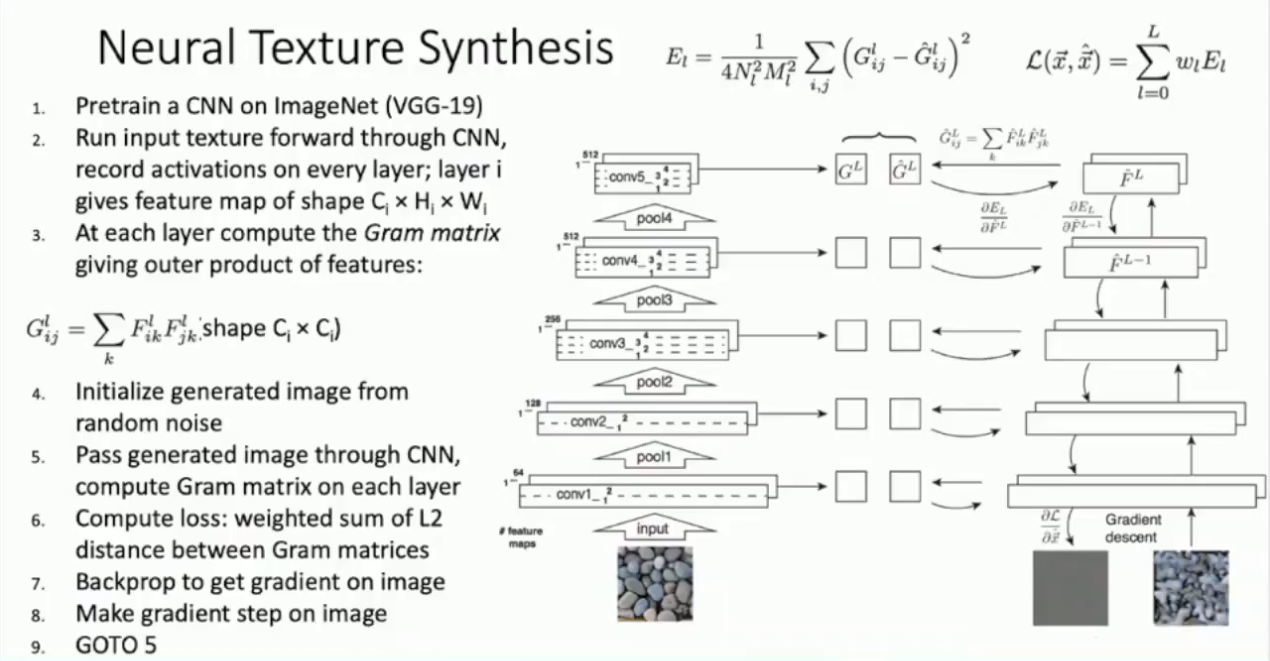 Neural Texture Synthesis
E_l = \frac{1}{4N_l^2 M_l^2} \sum_{i,j} (G_{ij}^l - \hat{G}_{ij}^l)^2
\mathcal{L}(\vec{x}, \hat{\vec{x}}) = \sum_{l=0}^{L} w_l E_l
1. Pretrain a CNN on ImageNet (VGG-19)
2. Run input texture forward through CNN,
record activations on every layer; layer i
gives feature map of shape C_i × H_i × W_i
3. At each layer compute the Gram matrix
giving outer product of features:
G_{ij}^l = \sum_k F_{ik}^l F_{jk}^l shape C_i × C_i)
4. Initialize generated image from
random noise
5. Pass generated image through CNN,
compute Gram matrix on each layer
6. Compute loss: weighted sum of L2
distance between Gram matrices
7. Backprop to get gradient on image
8. Make gradient step on image
9. GOTO 5
\hat{G}_{ij}^L = \sum_k \hat{F}_{ik}^L \hat{F}_{jk}^L
512
1
conv5_ 1 2 3 4
G^L
\hat{G}^L
\hat{F}^L
\frac{\partial E_L}{\partial \hat{F}^L}
\frac{\partial E_L}{\partial \hat{F}^{L-1}}
pool4
512
1
conv4_ 1 2 3 4
\hat{F}^{L-1}
pool3
256
1
conv3_ 1 2 3 4
pool2
128
1
conv2_ 1 2
pool1
64
1
conv1_ 1 2
# feature
maps
input
\frac{\partial \mathcal{L}}{\partial \hat{\vec{x}}}
Gradient
descent